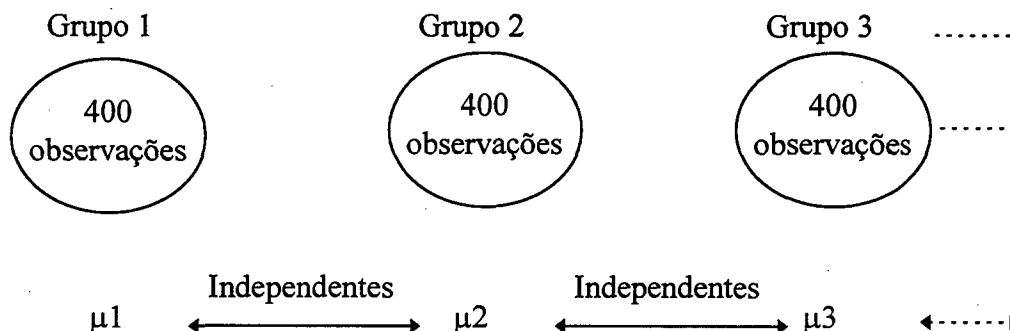 Grupo 1 Grupo 2 Grupo 3 ......
400 observações 400 observações 400 observações ......
Independentes Independentes
μ1 μ2 μ3